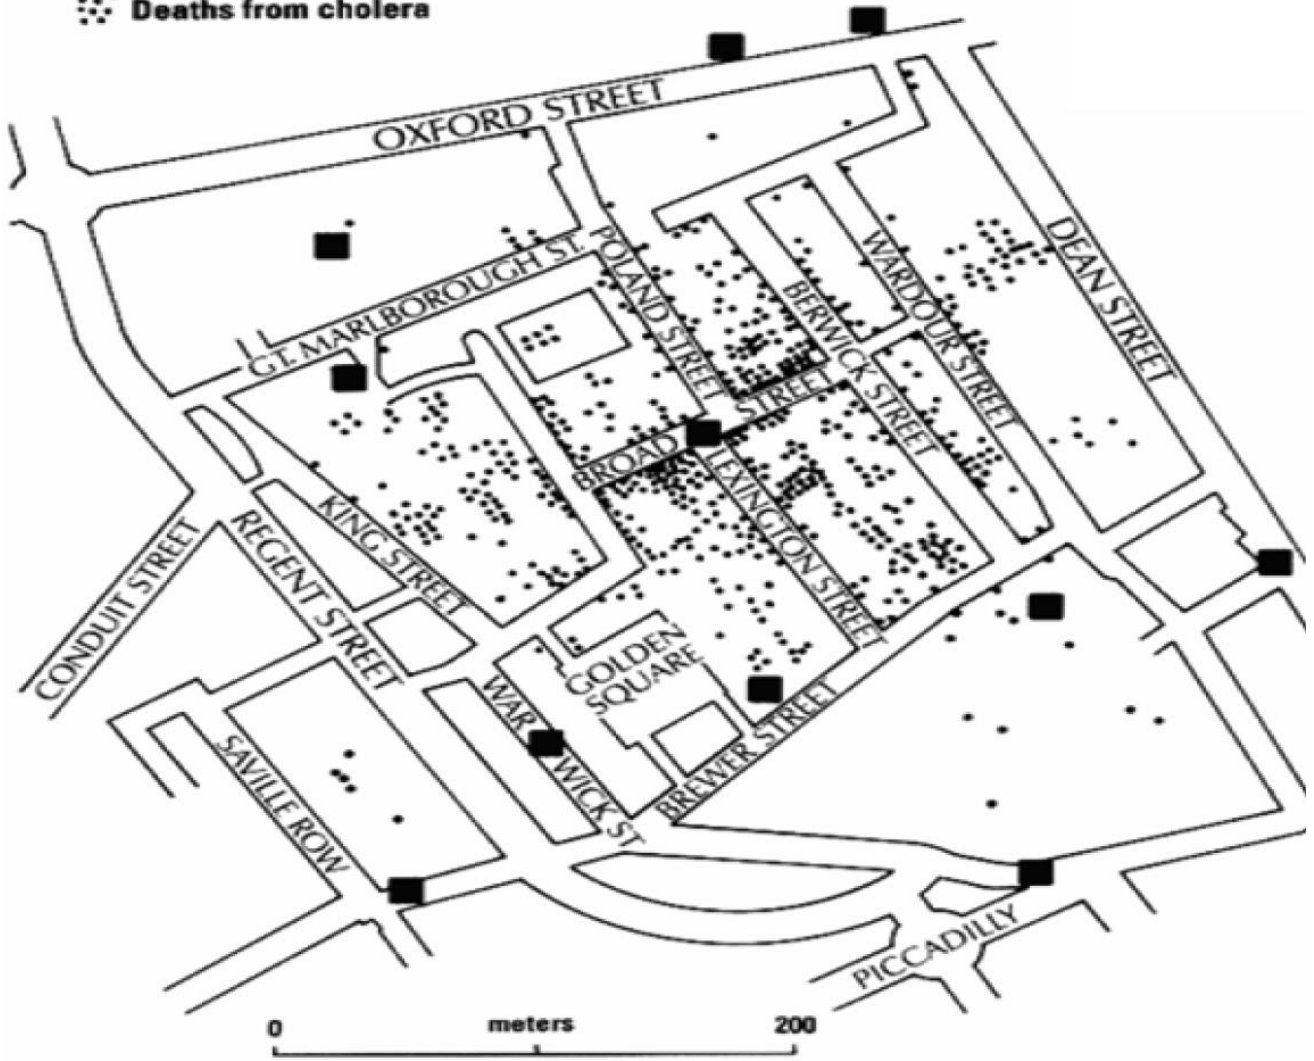 Deaths from cholera
OXFORD STREET
GT. MARLBOROUGH ST.
POLAND STREET
BERWICK STREET
WARDOUR STREET
DEAN STREET
BROAD STREET
LEXINGTON STREET
KING STREET
REGENT STREET
CONDUIT STREET
GOLDEN
SQUARE
WARWICK ST.
BREWER STREET
SAVILLE ROW
PICCADILLY
0 meters 200